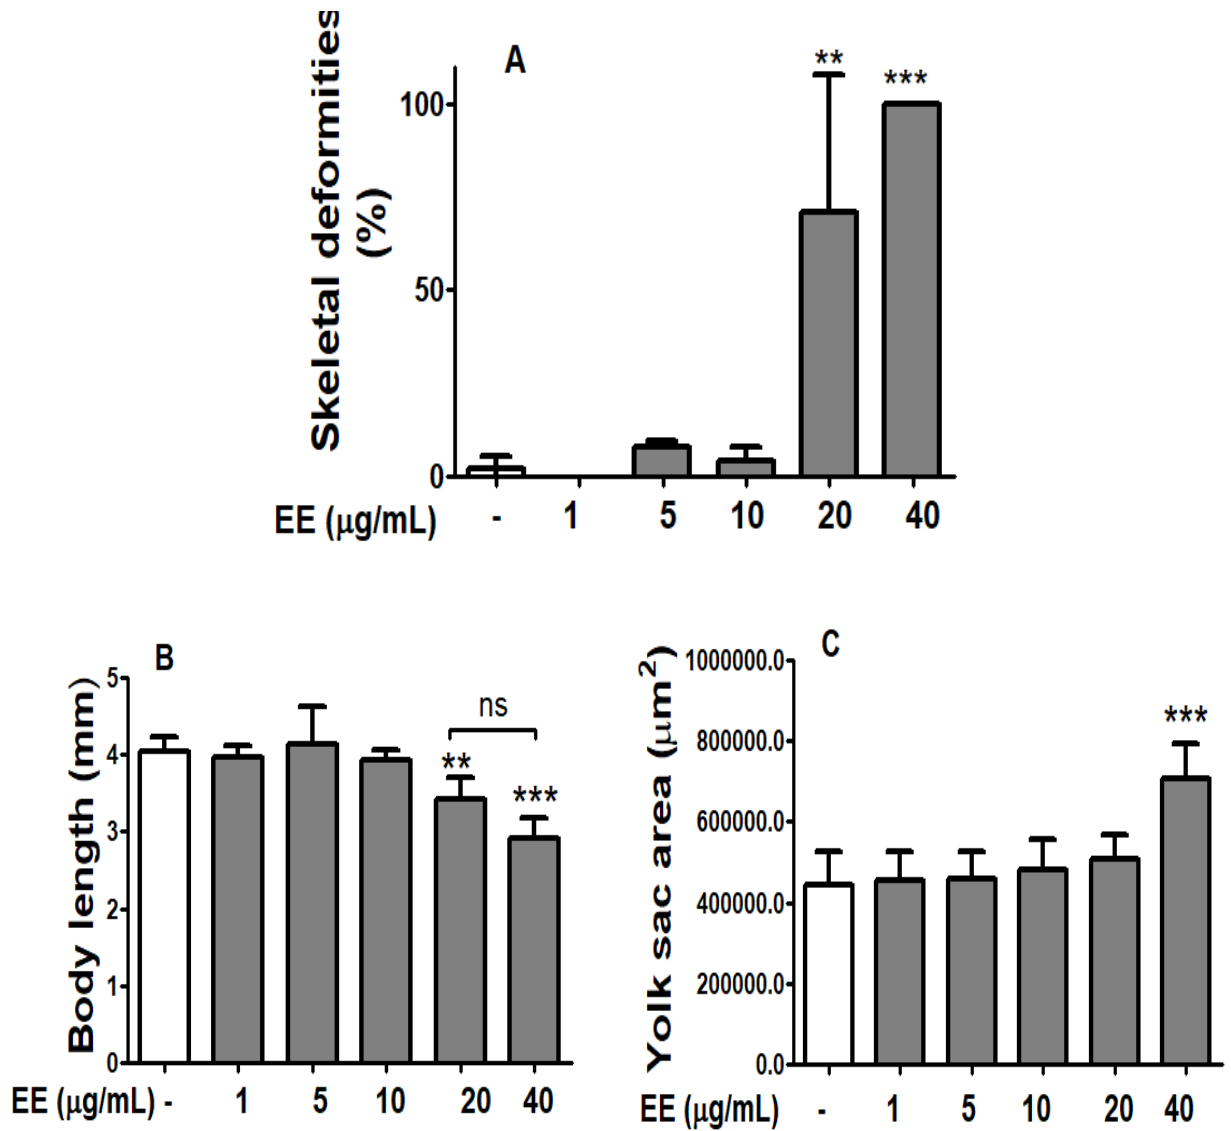 A
Skeletal deformities
(%)
**
***
100
50
0
EE (μg/mL) - 1 5 10 20 40
B
Body length (mm)
5
4
3
2
1
0
ns
**
***
EE (μg/mL) - 1 5 10 20 40
C
Yolk sac area (μm²)
1000000.0
800000.0
600000.0
400000.0
200000.0
0.0
***
EE (μg/mL) - 1 5 10 20 40